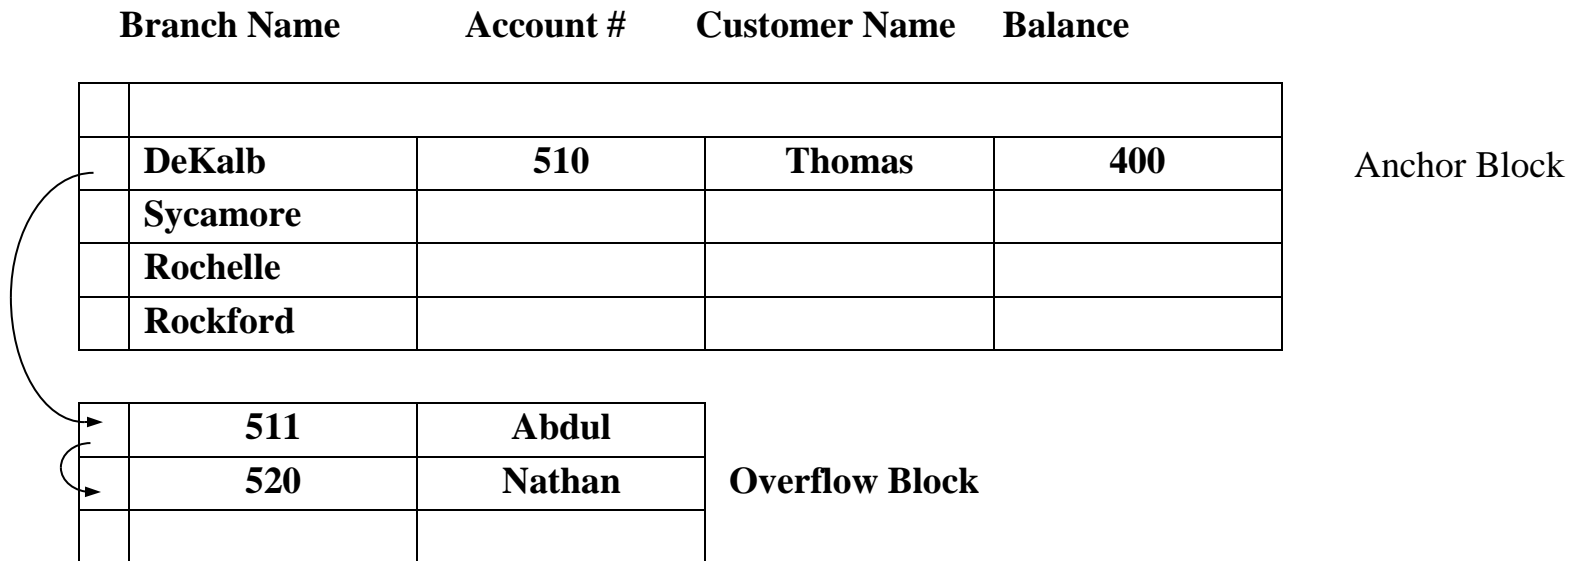 Branch Name Account # Customer Name Balance
DeKalb 510 Thomas 400 Anchor Block
Sycamore
Rochelle
Rockford
511 Abdul
520 Nathan Overflow Block